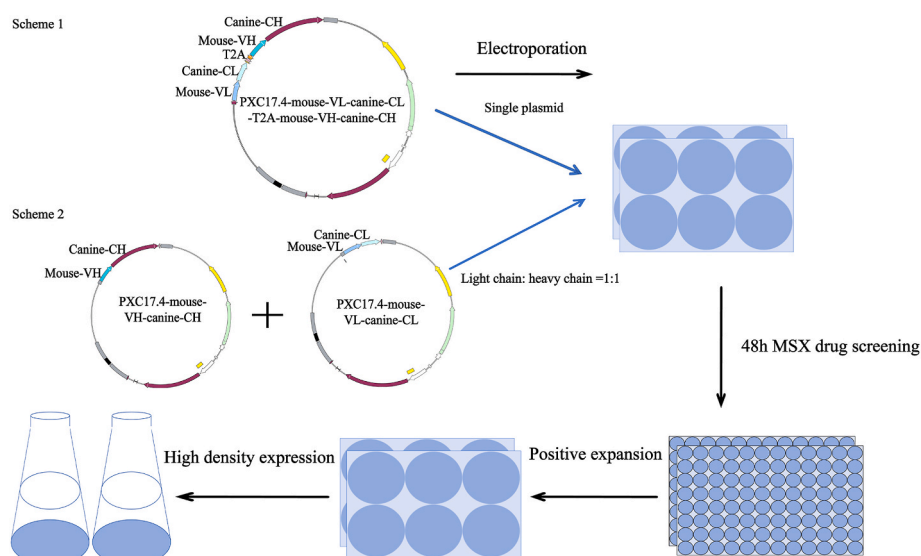 Scheme 1
Canine-CH
Mouse-VH
T2A
Canine-CL
Mouse-VL
PXC17.4-mouse-VL-canine-CL
-T2A-mouse-VH-canine-CH
Electroporation
Single plasmid
Scheme 2
Canine-CH
Mouse-VH
PXC17.4-mouse-
VH-canine-CH
+
Canine-CL
Mouse-VL
PXC17.4-mouse-
VL-canine-CL
Light chain: heavy chain =1:1
48h MSX drug screening
Positive expansion
High density expression